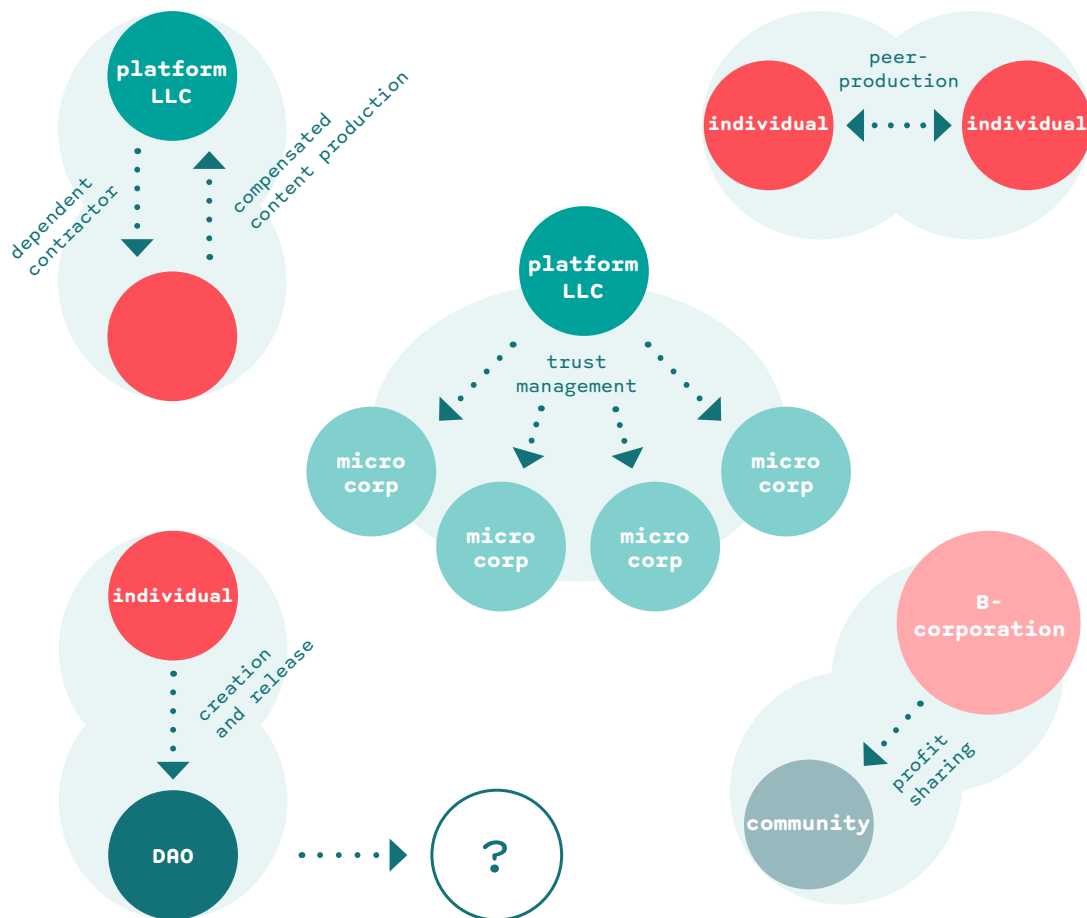 platform
LLC
dependent
contractor
compensated
content production
individual
peer-
production
individual
platform
LLC
trust
management
micro
corp
micro
corp
micro
corp
micro
corp
individual
creation
and release
DAO
?
B-
corporation
profit
sharing
community